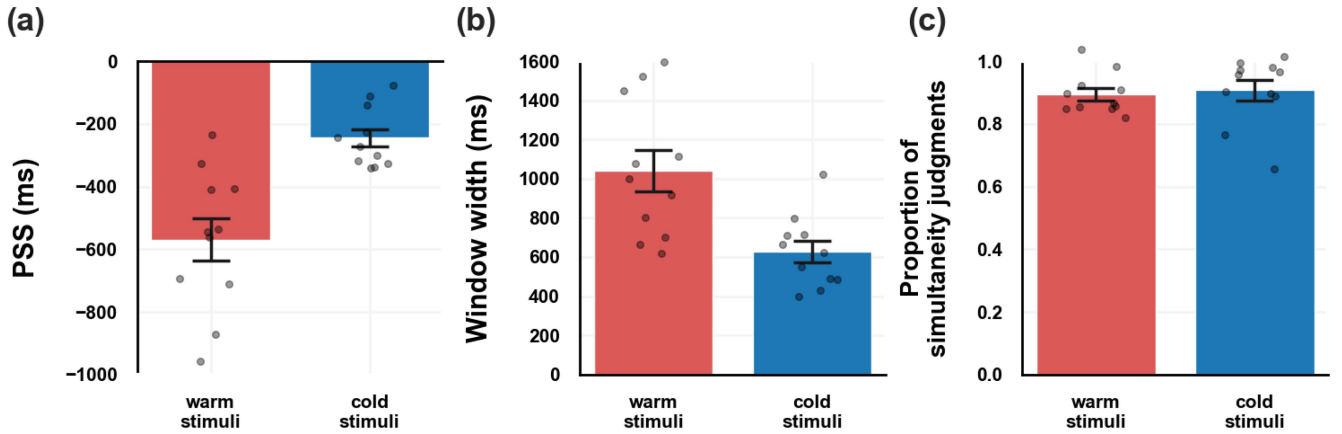 (a)
PSS (ms)
0
−200
−400
−600
−800
−1000
warm
stimuli
cold
stimuli
(b)
Window width (ms)
1600
1400
1200
1000
800
600
400
200
0
warm
stimuli
cold
stimuli
(c)
Proportion of
simultaneity judgments
1.0
0.8
0.6
0.4
0.2
0.0
warm
stimuli
cold
stimuli